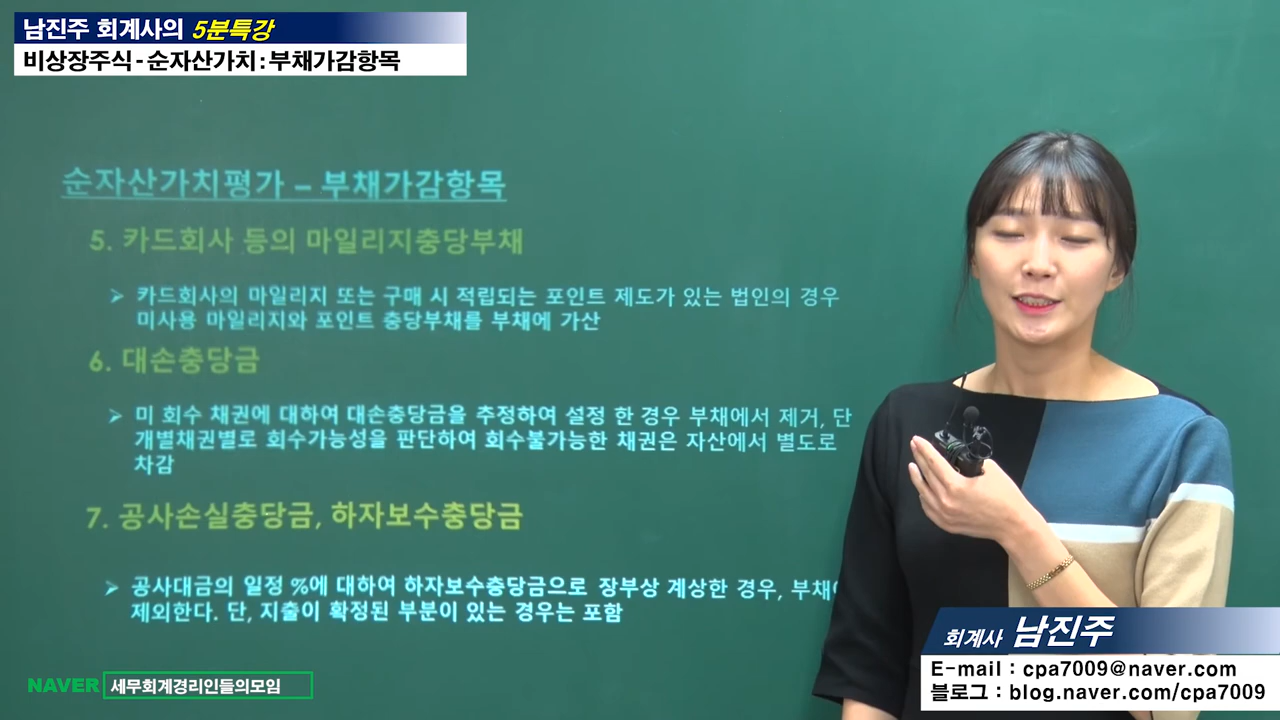 남진주 회계사의 5분특강
비상장주식 - 순자산가치 : 부채가감항목
순자산가치평가 – 부채가감항목
5. 카드회사 등의 마일리지충당부채
➢ 카드회사의 마일리지 또는 구매 시 적립되는 포인트 제도가 있는 법인의 경우
미사용 마일리지와 포인트 충당부채를 부채에 가산
6. 대손충당금
➢ 미 회수 채권에 대하여 대손충당금을 추정하여 설정 한 경우 부채에서 제거, 단
개별채권별로 회수가능성을 판단하여 회수불가능한 채권은 자산에서 별도로
차감
7. 공사손실충당금, 하자보수충당금
➢ 공사대금의 일정 %에 대하여 하자보수충당금으로 장부상 계상한 경우, 부채
제외한다. 단, 지출이 확정된 부분이 있는 경우는 포함
NAVER 세무회계경리인들의모임
회계사 남진주
E-mail : cpa7009@naver.com
블로그 : blog.naver.com/cpa7009